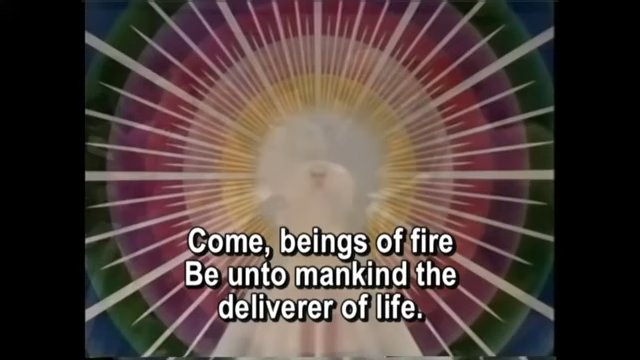 Come, beings of fire
Be unto mankind the
deliverer of life.